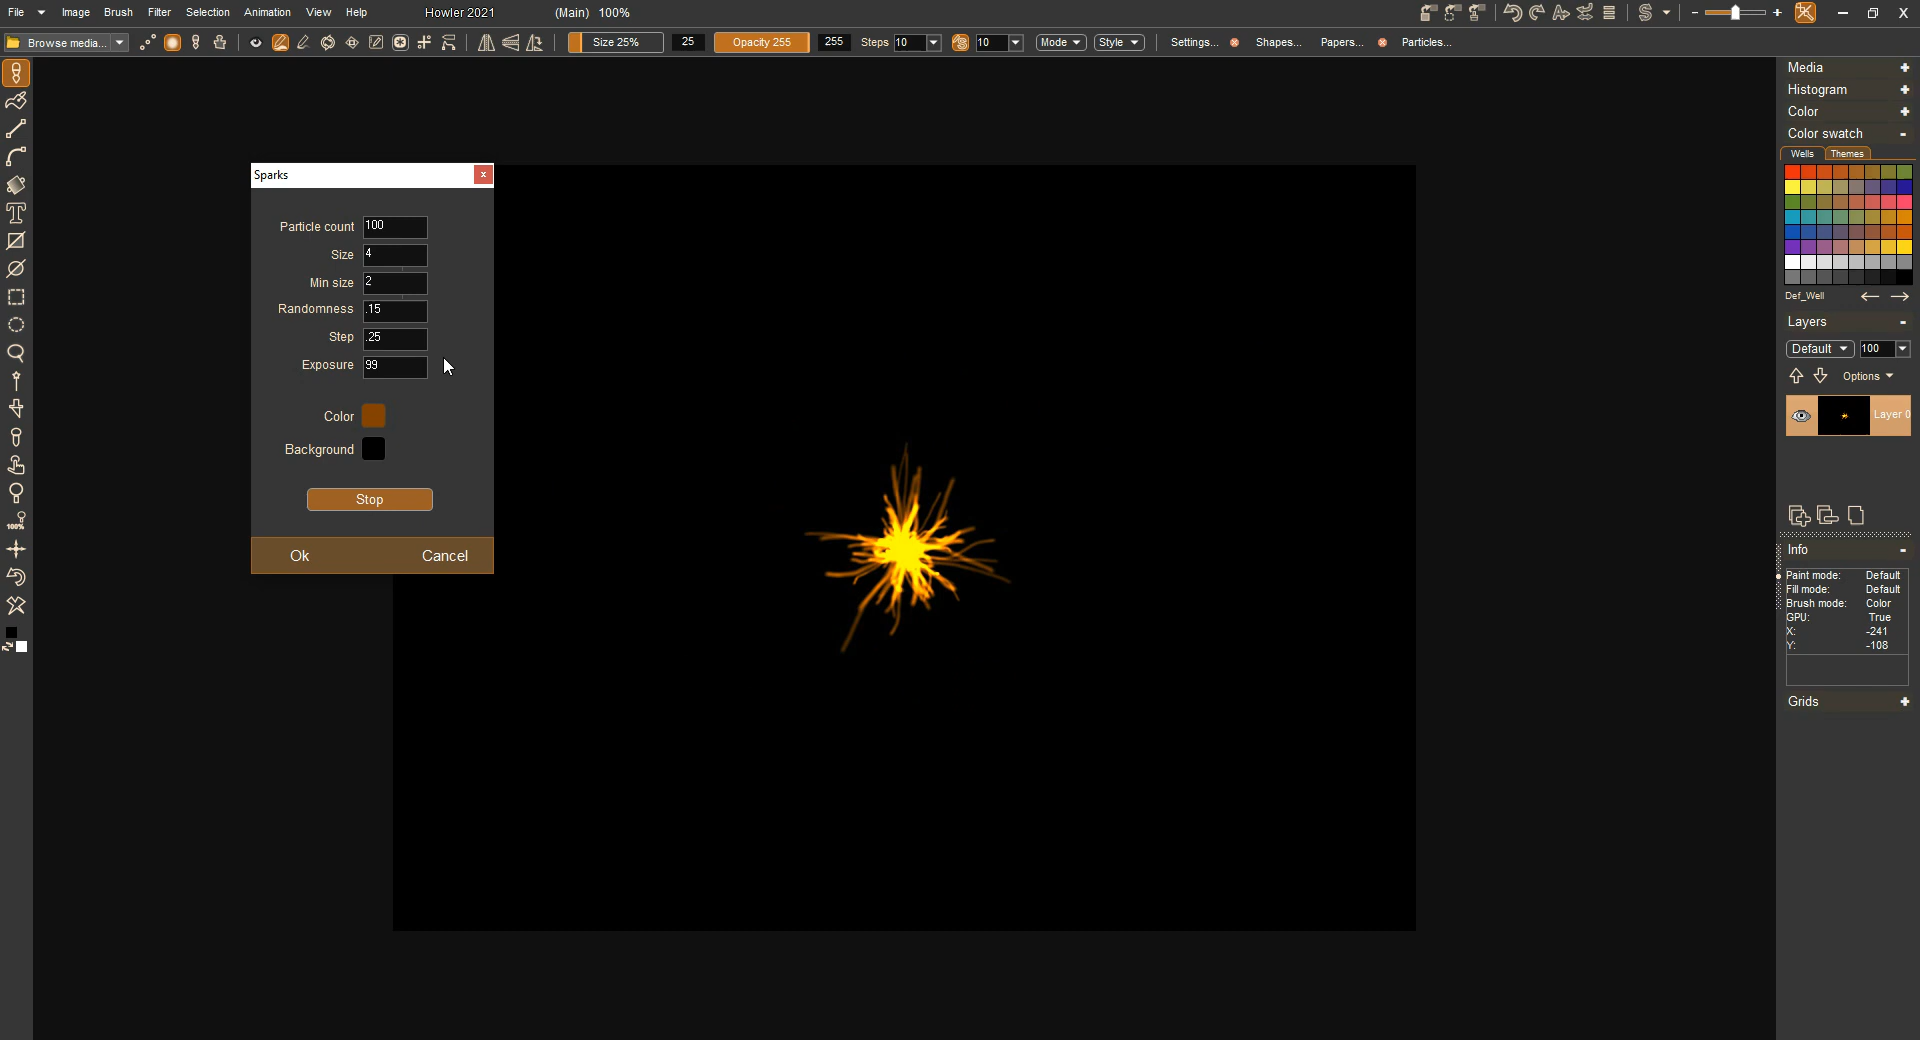 File Image Brush Filter Selection Animation View Help Howler 2021 (Main) 100%
Browse media... Size 25% 25 Opacity 255 255 Steps 10 10 Mode Style Settings... Shapes... Papers... Particles...
Media
Histogram
Color
Color swatch
Wells Themes
Def_Well
Layers
Default 100
Options
Layer 0
Info
Paint mode: Default
Fill mode: Default
Brush mode: Color
GPU: True
X: -241
Y: -108
Grids
Sparks
Particle count 100
Size 4
Min size 2
Randomness .15
Step .25
Exposure 99
Color
Background
Stop
Ok Cancel
100%